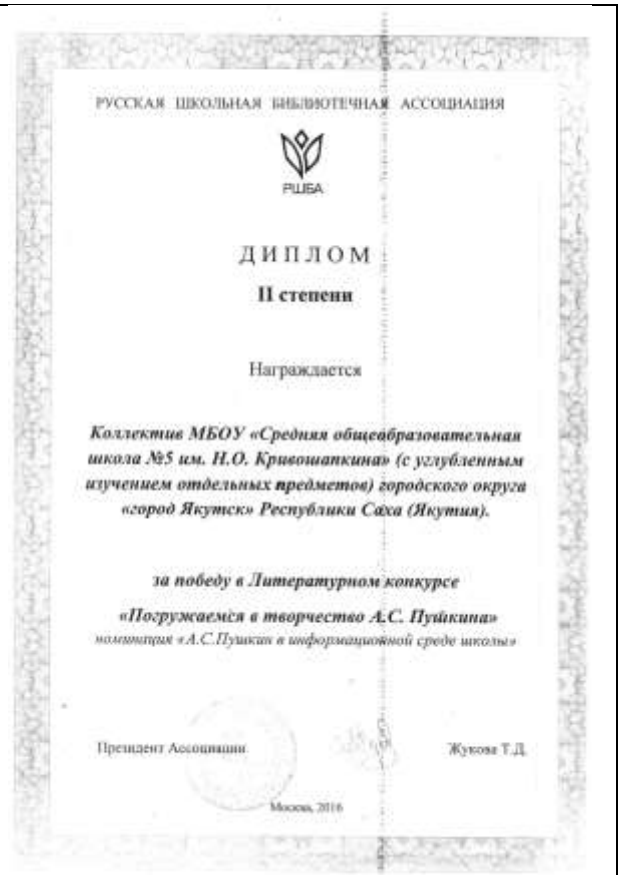 РУССКАЯ ШКОЛЬНАЯ БИБЛИОТЕЧНАЯ АССОЦИАЦИЯ
РШБА
ДИПЛОМ
II степени
Награждается
Коллектив МБОУ «Средняя общеобразовательная
школа №5 им. Н.О. Кривошапкина» (с углубленным
изучением отдельных предметов) городского округа
«город Якутск» Республики Саха (Якутия).
за победу в Литературном конкурсе
«Погружаемся в творчество А.С. Пушкина»
номинация «А.С.Пушкин в информационной среде школы»
Президент Ассоциации Жукова Т.Д.
Москва, 2016